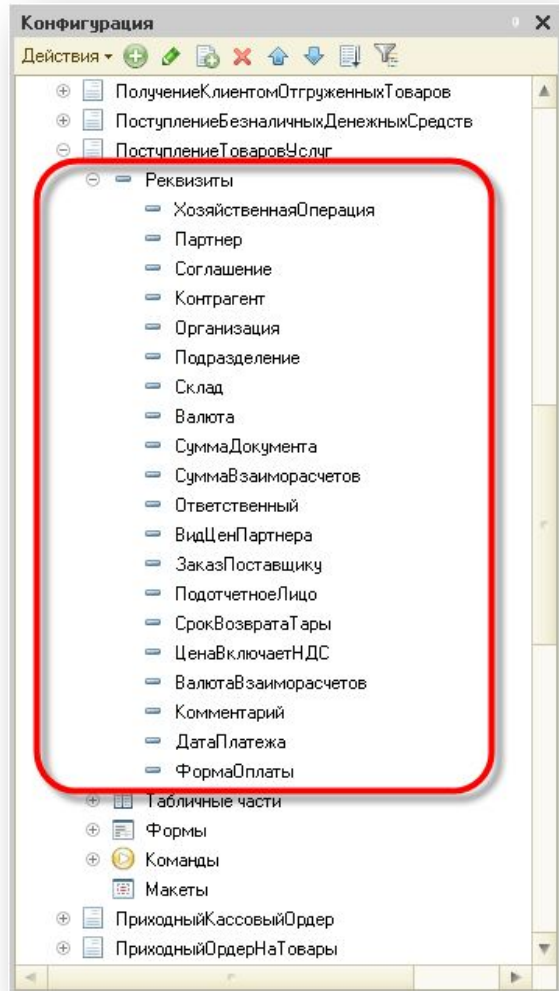 Конфигурация
Действия
ПолучениеКлиентомОтгруженныхТоваров
ПоступлениеБезналичныхДенежныхСредств
ПоступлениеТоваровУслуг
Реквизиты
ХозяйственнаяОперация
Партнер
Соглашение
Контрагент
Организация
Подразделение
Склад
Валюта
СуммаДокумента
СуммаВзаиморасчетов
Ответственный
ВидЦенПартнера
ЗаказПоставщику
ПодотчетноеЛицо
СрокВозвратаТары
ЦенаВключаетНДС
ВалютаВзаиморасчетов
Комментарий
ДатаПлатежа
ФормаОплаты
Табличные части
Формы
Команды
Макеты
ПриходныйКассовыйОрдер
ПриходныйОрдерНаТовары